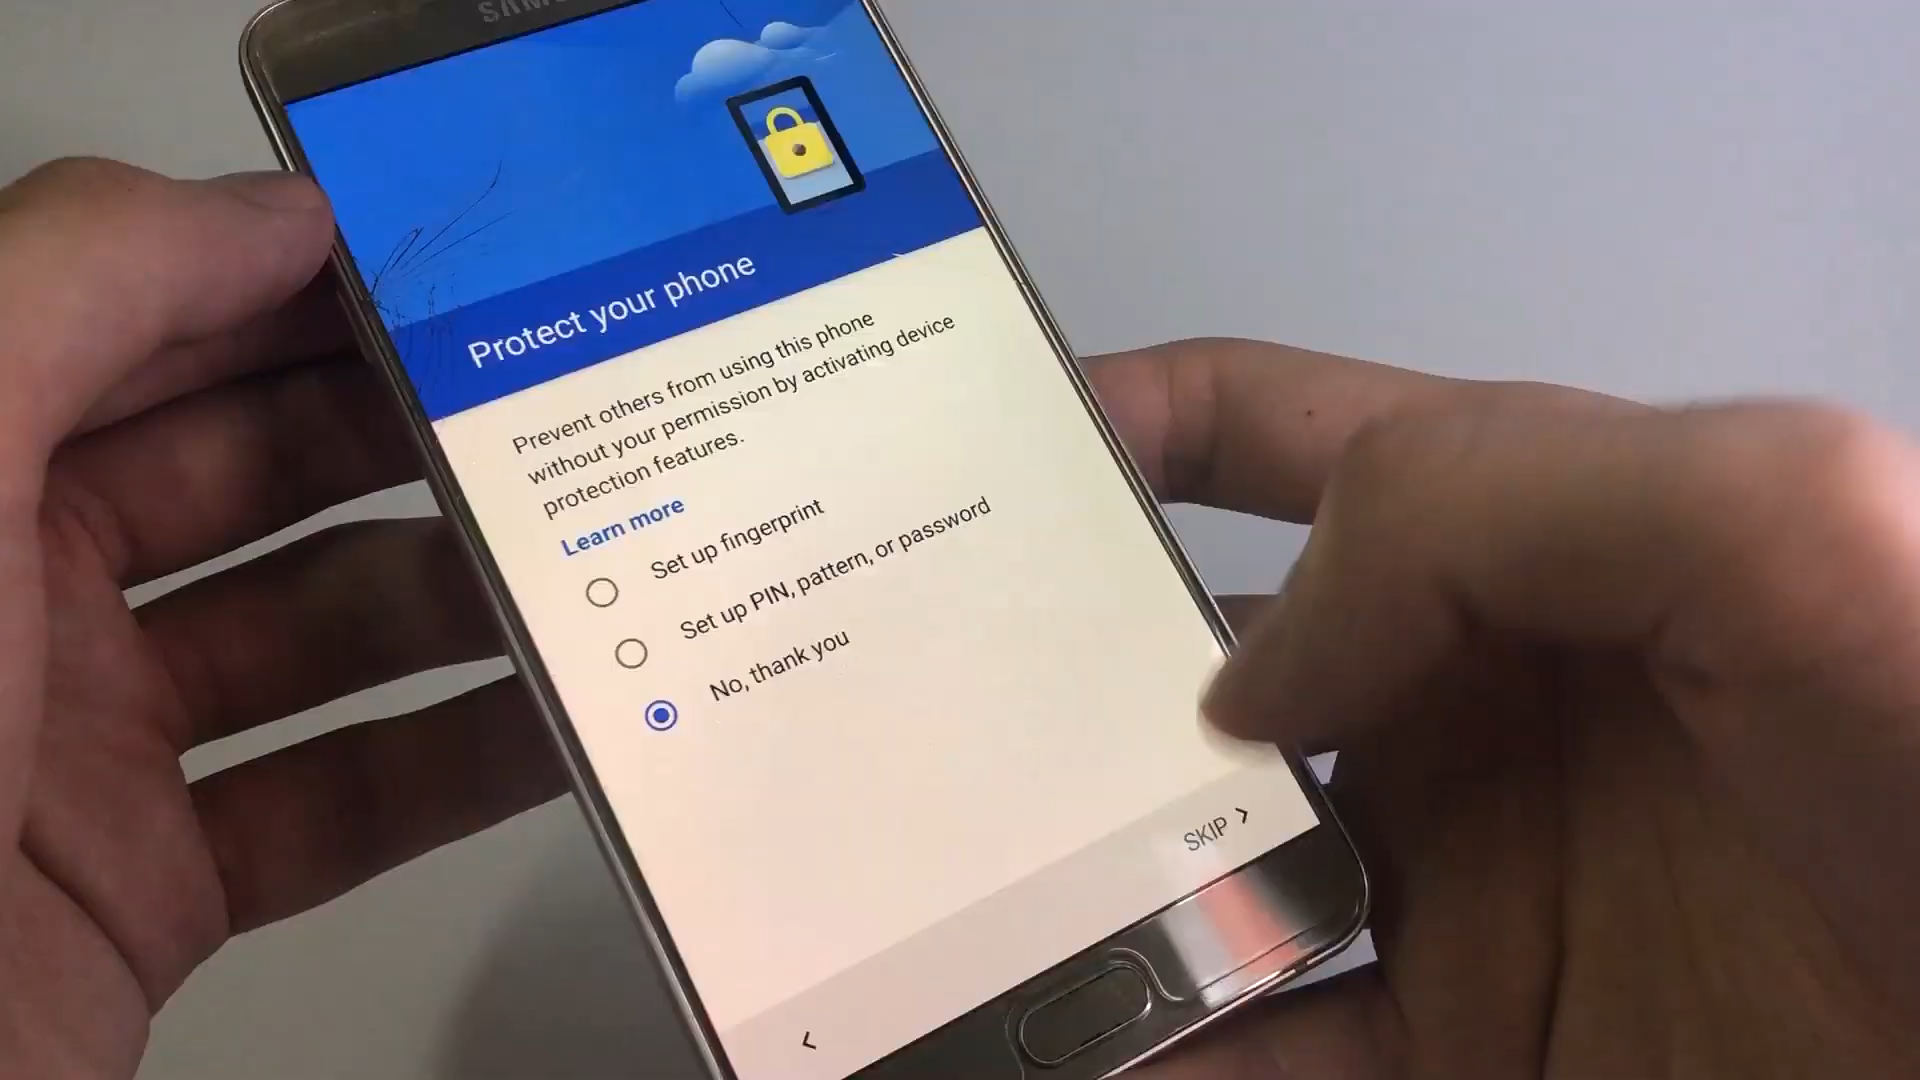 Protect your phone
Prevent others from using this phone
without your permission by activating device
protection features.
Learn more
Set up fingerprint
Set up PIN, pattern, or password
No, thank you
SKIP